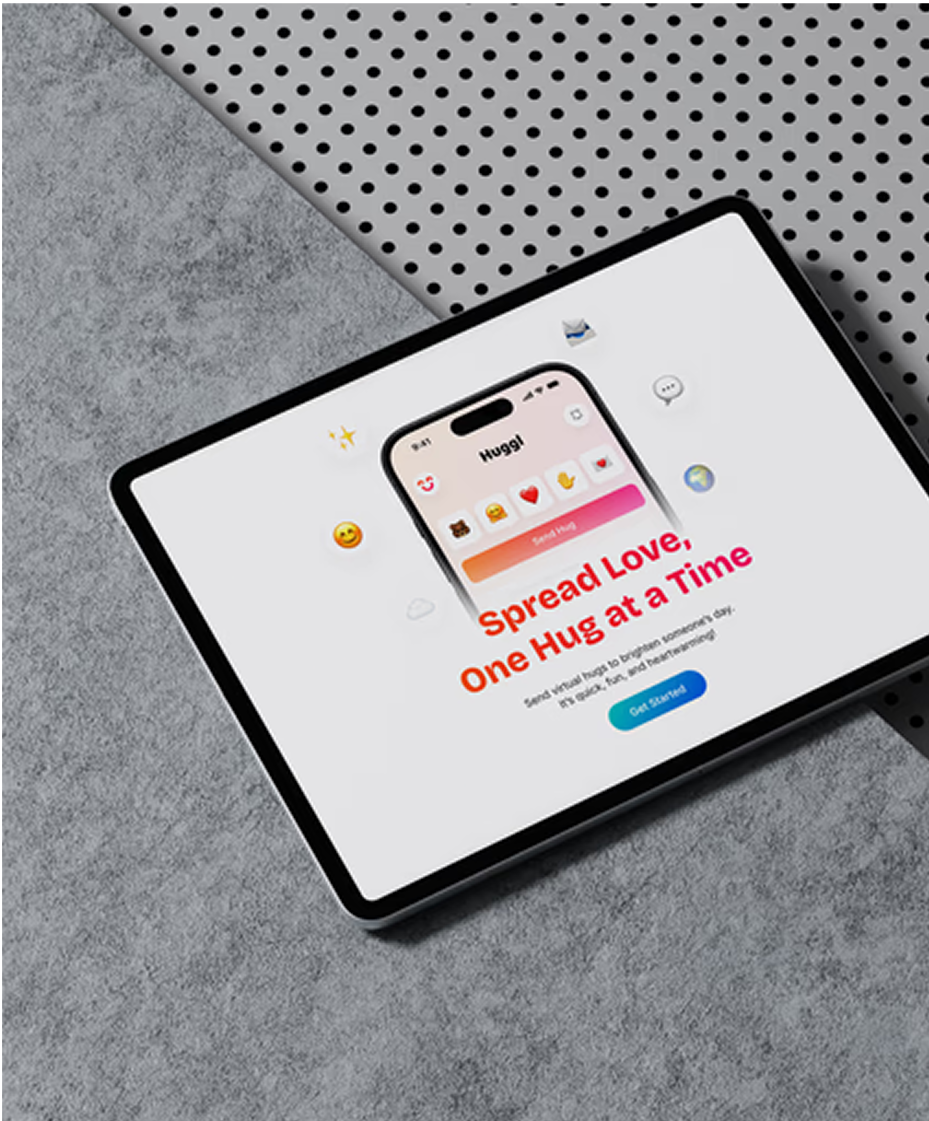 9:41
Huggl
Send Hug
Spread Love,
One Hug at a Time
Send virtual hugs to brighten someone's day.
It's quick, fun, and heartwarming!
Get Started